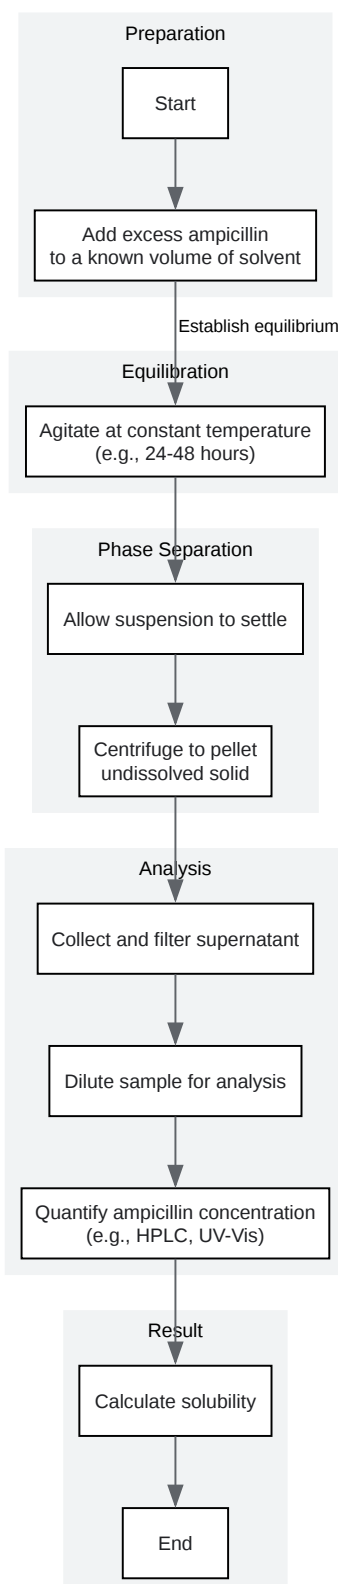 Preparation
Start
Add excess ampicillin
to a known volume of solvent
Establish equilibrium
Equilibration
Agitate at constant temperature
(e.g., 24-48 hours)
Phase Separation
Allow suspension to settle
Centrifuge to pellet
undissolved solid
Analysis
Collect and filter supernatant
Dilute sample for analysis
Quantify ampicillin concentration
(e.g., HPLC, UV-Vis)
Result
Calculate solubility
End